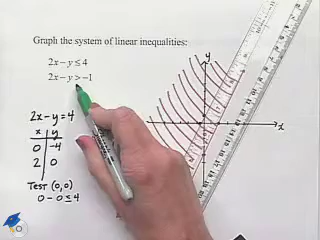 Graph the system of linear inequalities:
2x-y≤4
2x-y>-1
2x-y=4
x y
0 -4
2 0
Test (0,0)
0-0≤4
y
x